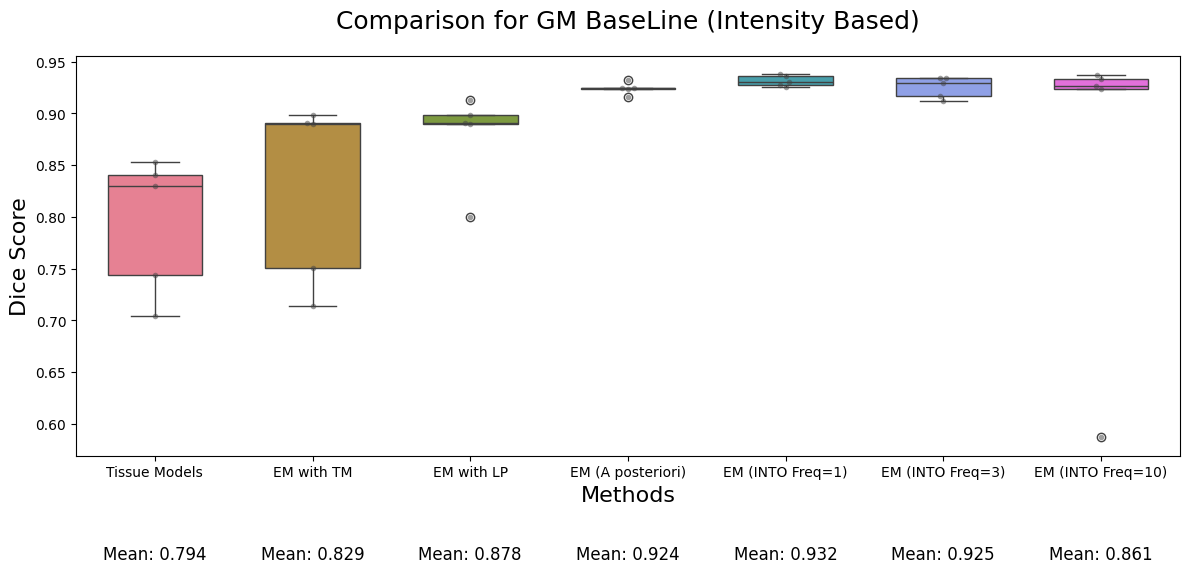 Comparison for GM BaseLine (Intensity Based)
Dice Score
0.95
0.90
0.85
0.80
0.75
0.70
0.65
0.60
Tissue Models EM with TM EM with LP EM (A posteriori) EM (INTO Freq=1) EM (INTO Freq=3) EM (INTO Freq=10)
Methods
Mean: 0.794 Mean: 0.829 Mean: 0.878 Mean: 0.924 Mean: 0.932 Mean: 0.925 Mean: 0.861